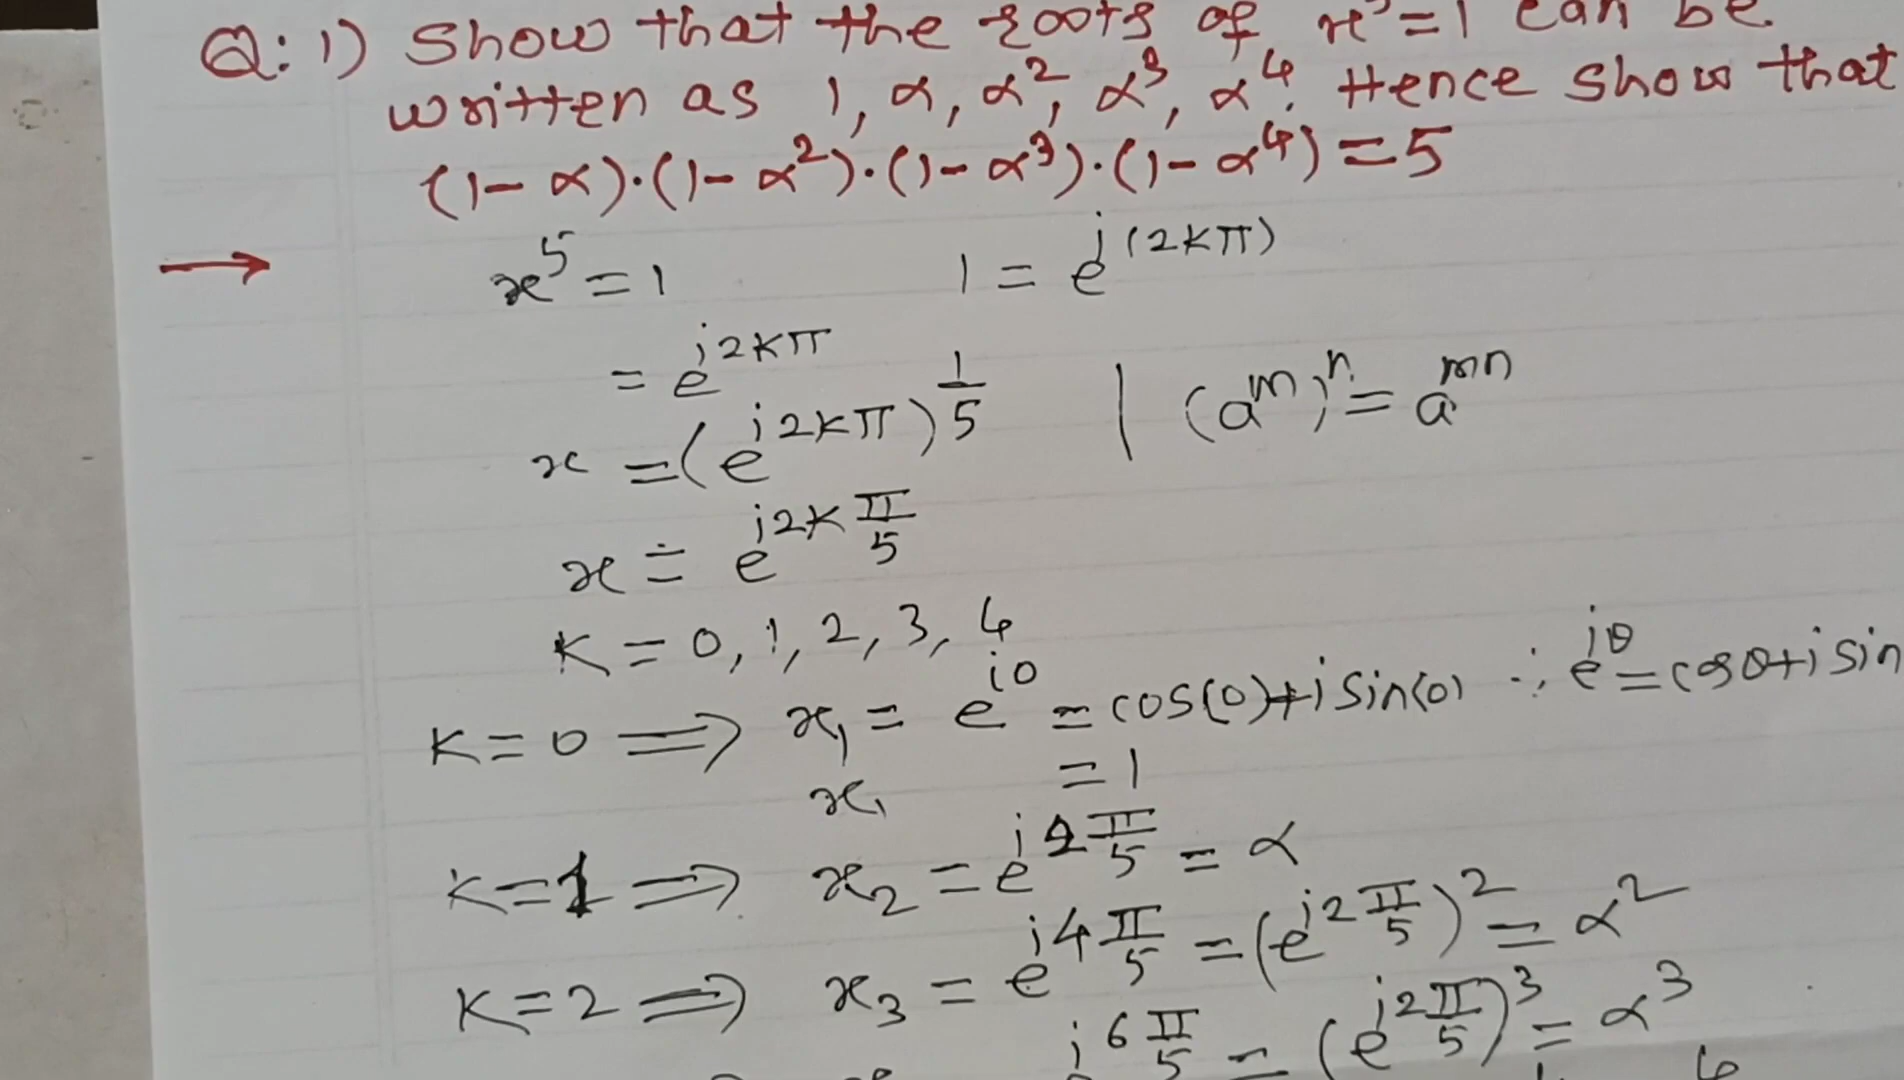 Q: 1) Show that the roots of x⁵ = 1 can be
written as 1, α, α², α³, α⁴. Hence show that
(1 - α)·(1 - α²)·(1 - α³)·(1 - α⁴) = 5
→ x⁵ = 1 1 = e^i(2kπ)
= e^i2kπ
x = (e^i2kπ)^1/5 | (a^m)^n = a^mn
x = e^i2kπ/5
K = 0, 1, 2, 3, 4
K = 0 ⟹ x₁ = e^i0 = cos(0) + i sin(0) ∵ e^iθ = cosθ + i sin
x₁ = 1
K = 1 ⟹ x₂ = e^i2π/5 = α
K = 2 ⟹ x₃ = e^i4π/5 = (e^i2π/5)² = α²
i6π/5 = (e^i2π/5)³ = α³